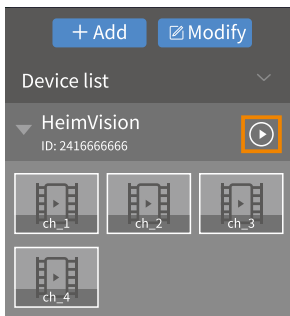 + Add
Modify
Device list
HeimVision
ID: 2416666666
ch_1
ch_2
ch_3
ch_4